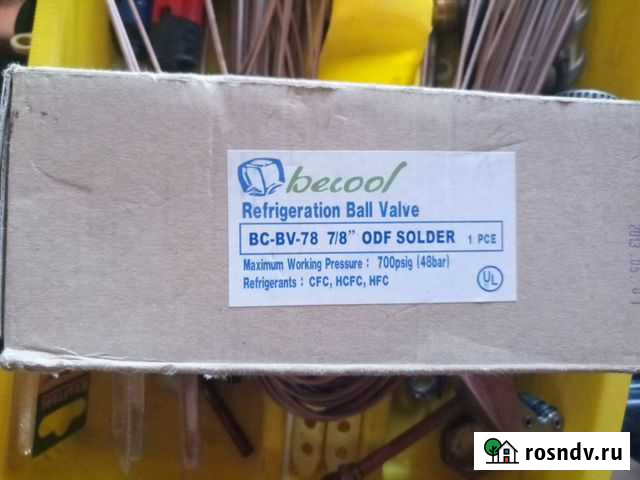 becool
Refrigeration Ball Valve
BC-BV-78 7/8" ODF SOLDER 1 PCE
Maximum Working Pressure : 700psig (48bar)
Refrigerants : CFC, HCFC, HFC
UL
rosndv.ru